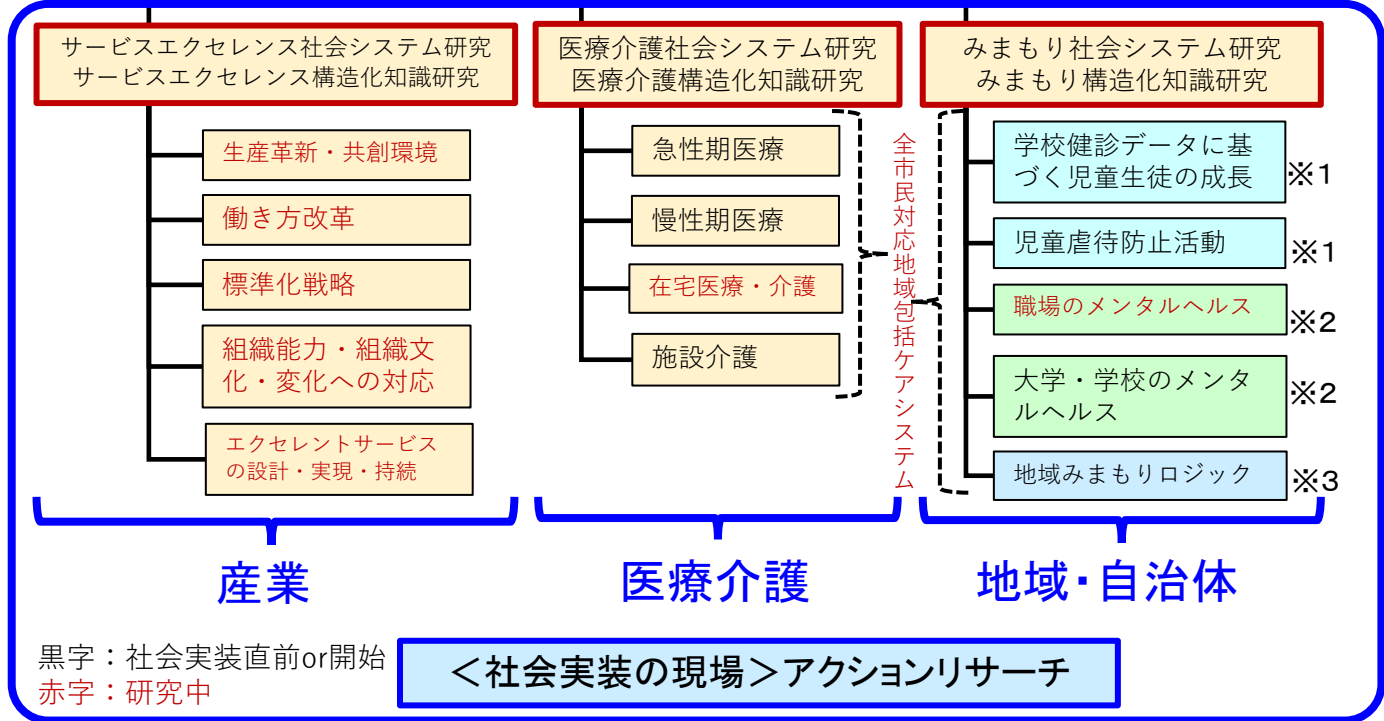 サービスエクセレンス社会システム研究
サービスエクセレンス構造化知識研究
生産革新・共創環境
働き方改革
標準化戦略
組織能力・組織文
化・変化への対応
エクセレントサービス
の設計・実現・持続
産業
医療介護社会システム研究
医療介護構造化知識研究
急性期医療
慢性期医療
在宅医療・介護
施設介護
医療介護
全市民対応地域包括ケアシステム
みまもり社会システム研究
みまもり構造化知識研究
学校健診データに基
づく児童生徒の成長
※1
児童虐待防止活動
※1
職場のメンタルヘルス
※2
大学・学校のメンタ
ルヘルス
※2
地域みまもりロジック
※3
地域・自治体
黒字：社会実装直前or開始
赤字：研究中
＜社会実装の現場＞アクションリサーチ